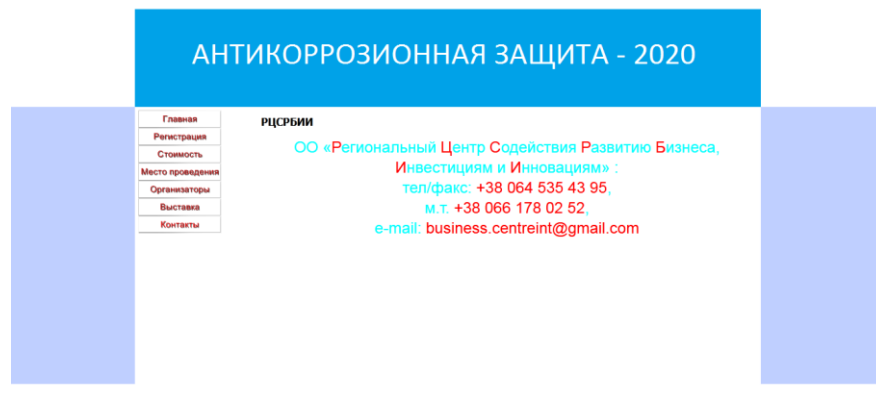 АНТИКОРРОЗИОННАЯ ЗАЩИТА - 2020
Главная
Регистрация
Стоимость
Место проведения
Организаторы
Выставка
Контакты
РЦСРБИИ
ОО «Региональный Центр Содействия Развитию Бизнеса,
Инвестициям и Инновациям» :
тел/факс: +38 064 535 43 95,
м.т. +38 066 178 02 52,
e-mail: business.centreint@gmail.com